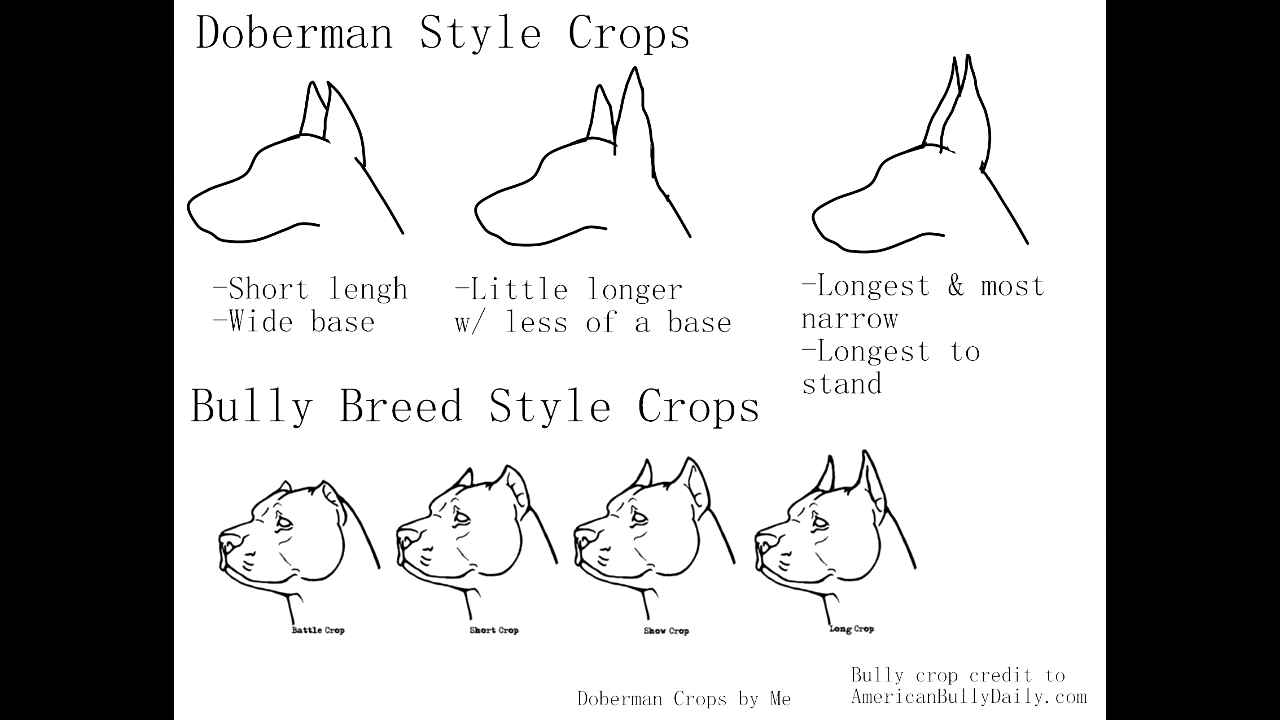 Doberman Style Crops
-Short lengh
-Wide base
-Little longer
w/ less of a base
-Longest & most
narrow
-Longest to
stand
Bully Breed Style Crops
Battle Crop
Short Crop
Show Crop
Long Crop
Doberman Crops by Me
Bully crop credit to
AmericanBullyDaily.com